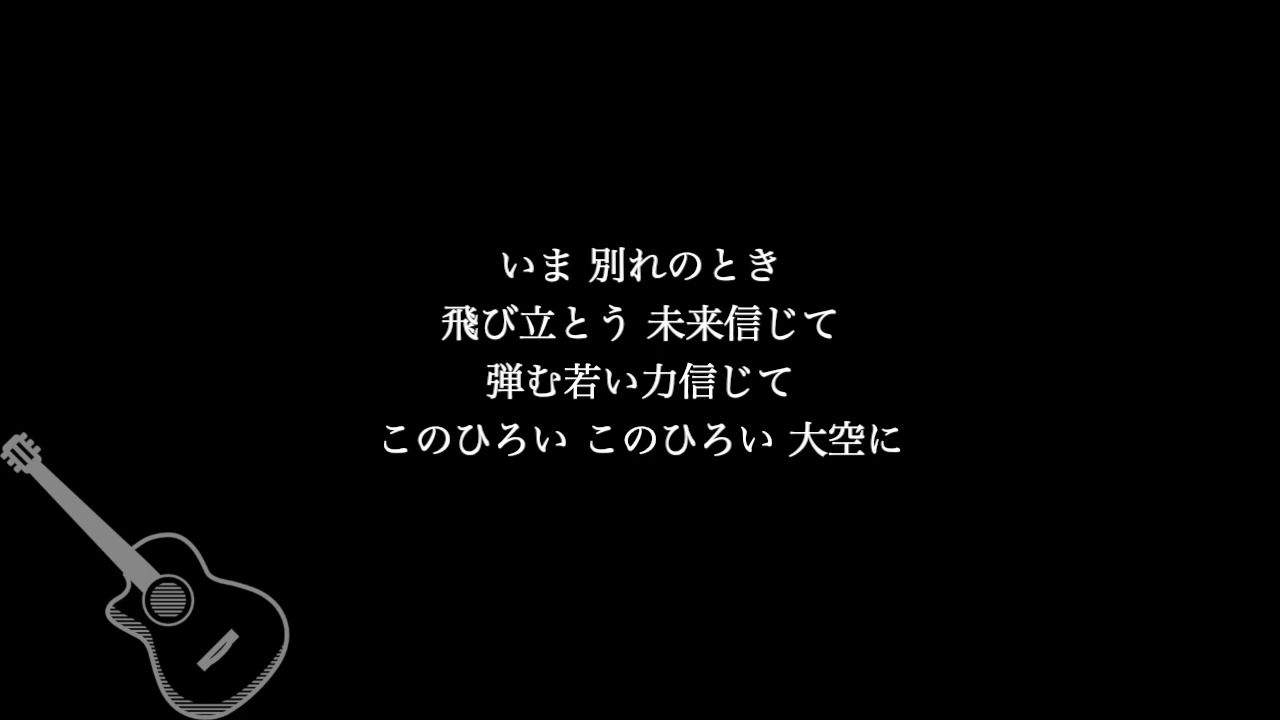 いま 別れのとき
飛び立とう 未来信じて
弾む若い力信じて
このひろい このひろい 大空に